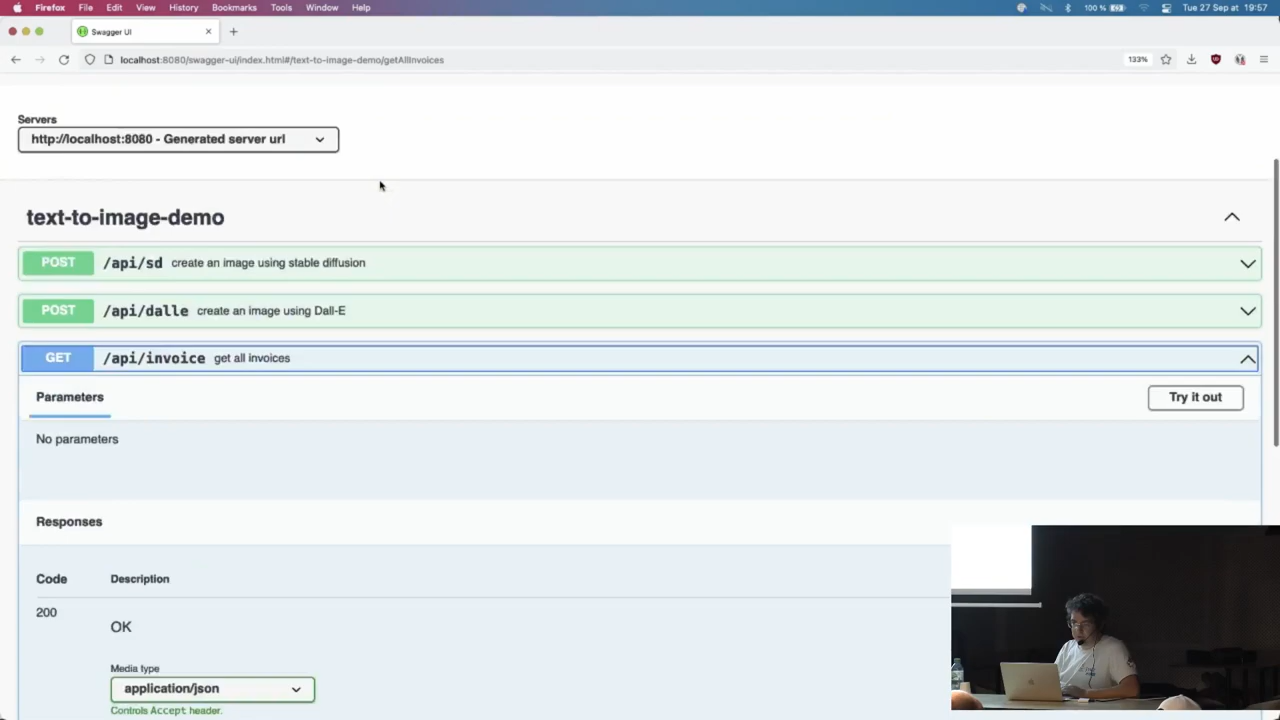 Firefox File Edit View History Bookmarks Tools Window Help 100 % Tue 27 Sep at 19:57
Swagger UI
localhost:8080/swagger-ui/index.html#/text-to-image-demo/getAllInvoices 133%
Servers
http://localhost:8080 - Generated server url
text-to-image-demo
POST /api/sd create an image using stable diffusion
POST /api/dalle create an image using Dall-E
GET /api/invoice get all invoices
Parameters Try it out
No parameters
Responses
Code Description
200 OK
Media type
application/json
Controls Accept header.